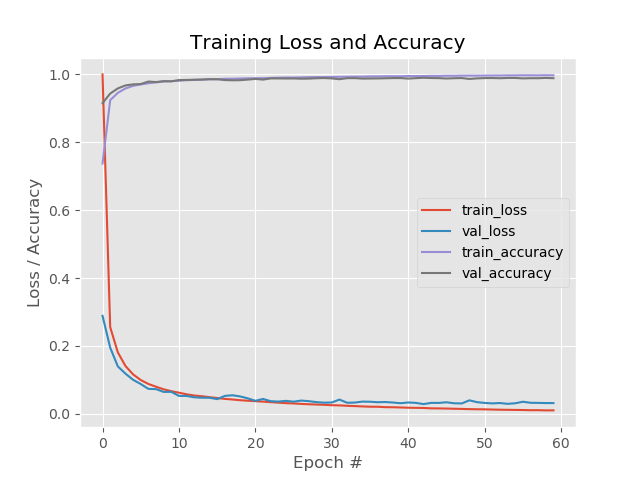 Training Loss and Accuracy
Loss / Accuracy
1.0
0.8
0.6
0.4
0.2
0.0
train_loss
val_loss
train_accuracy
val_accuracy
0 10 20 30 40 50 60
Epoch #